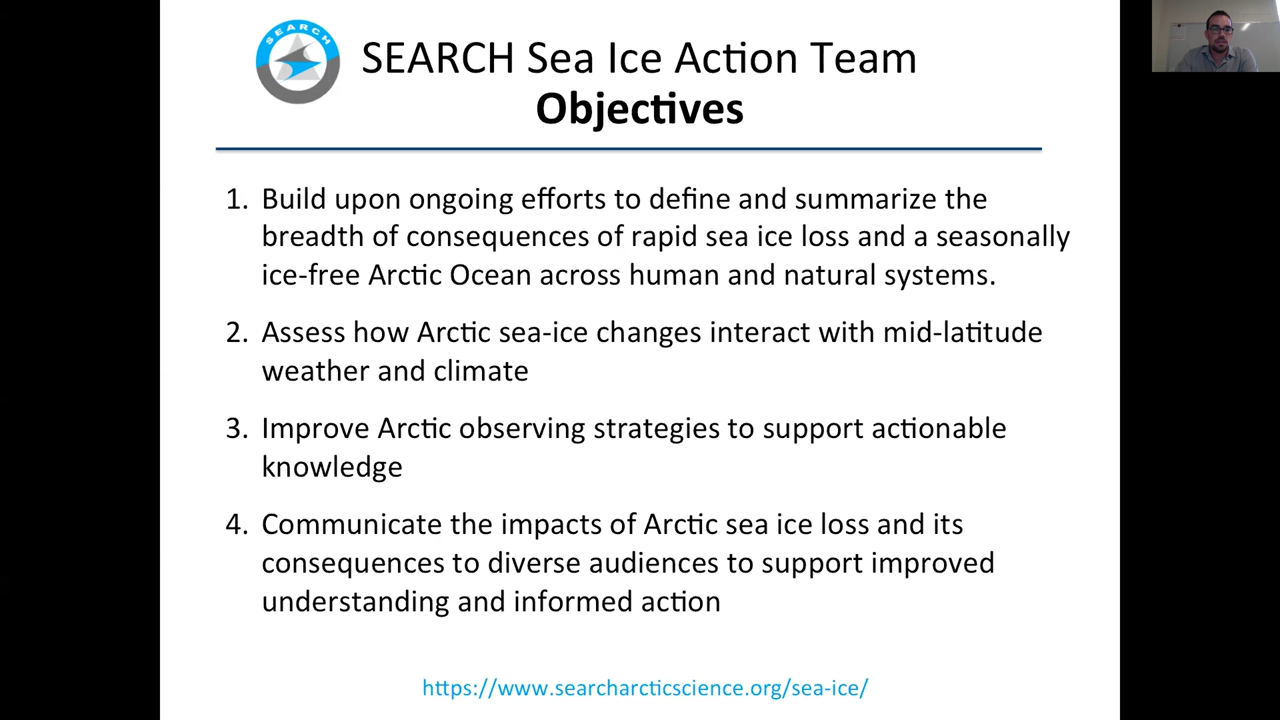 SEARCH
SEARCH Sea Ice Action Team
Objectives
1. Build upon ongoing efforts to define and summarize the
breadth of consequences of rapid sea ice loss and a seasonally
ice-free Arctic Ocean across human and natural systems.
2. Assess how Arctic sea-ice changes interact with mid-latitude
weather and climate
3. Improve Arctic observing strategies to support actionable
knowledge
4. Communicate the impacts of Arctic sea ice loss and its
consequences to diverse audiences to support improved
understanding and informed action
https://www.searcharcticscience.org/sea-ice/